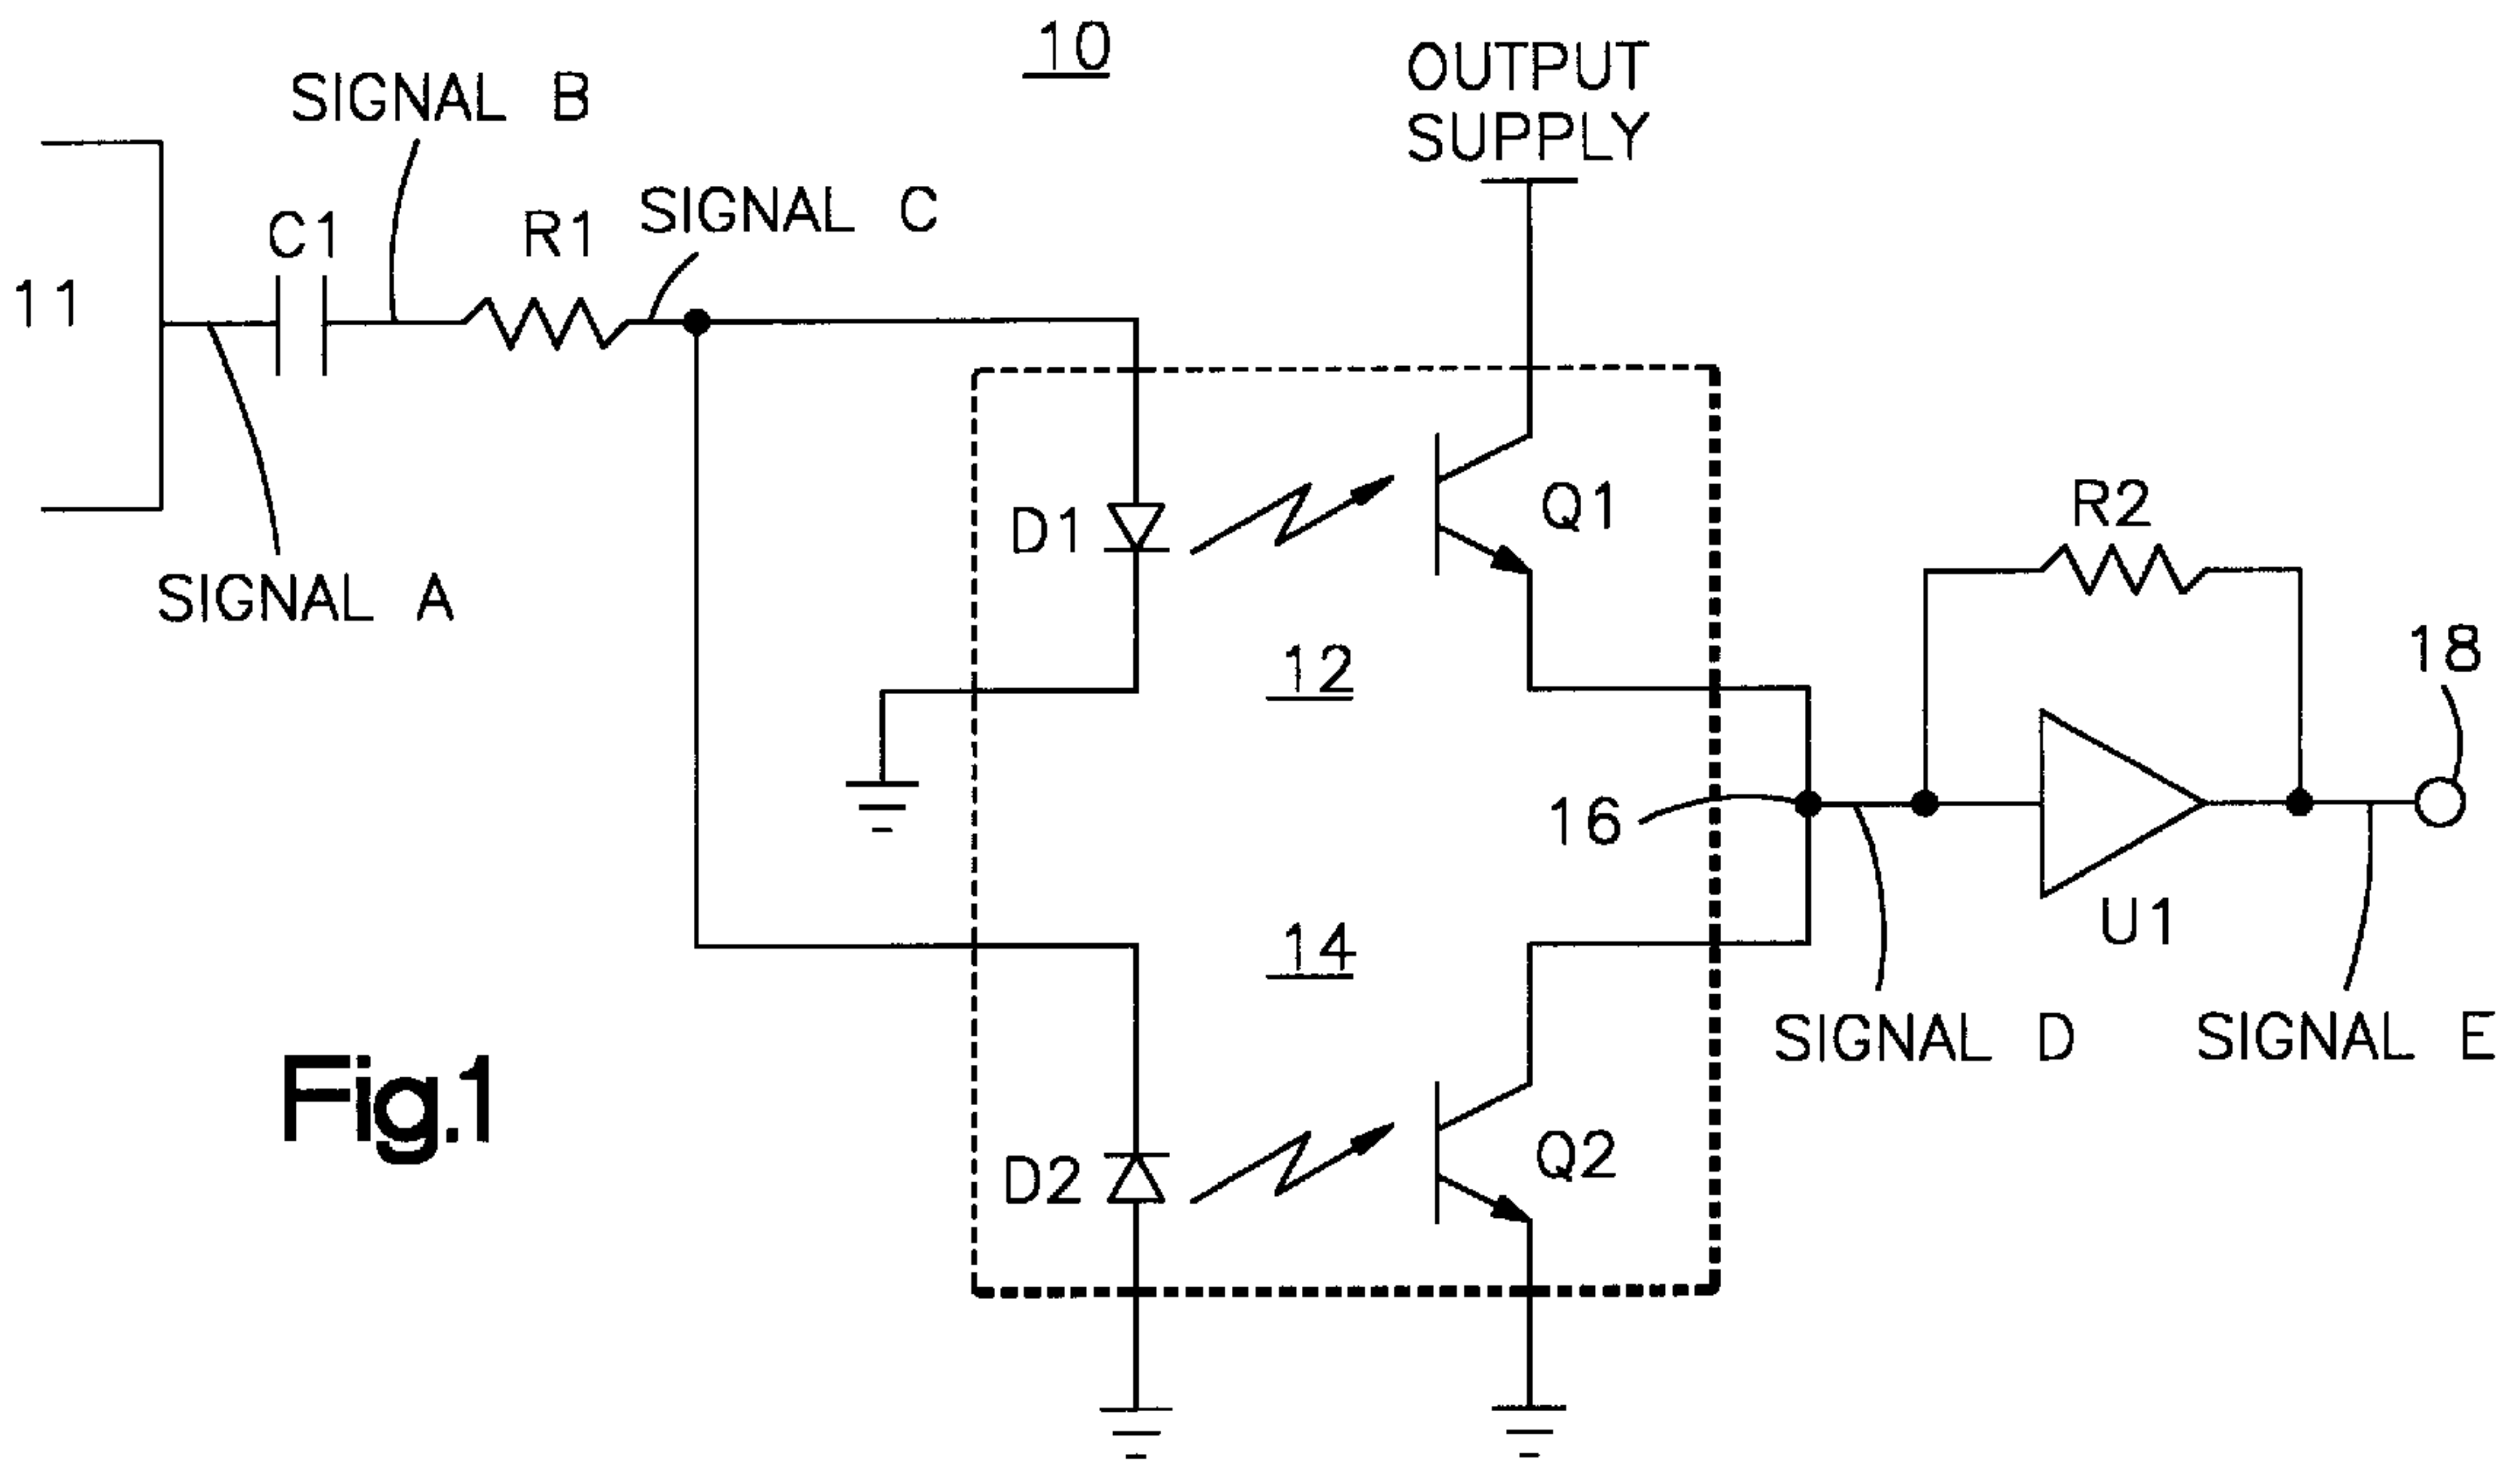 10
OUTPUT
SUPPLY
SIGNAL B
SIGNAL C
C1
R1
11
D1
Q1
R2
SIGNAL A
12
18
16
14
U1
SIGNAL D
SIGNAL E
Fig.1
D2
Q2